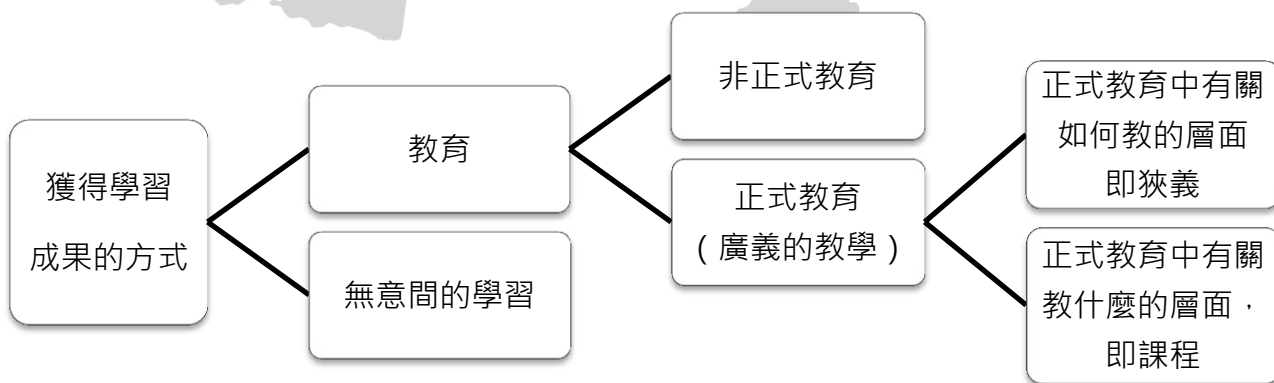 獲得學習
成果的方式
教育
無意間的學習
非正式教育
正式教育
(廣義的教學)
正式教育中有關
如何教的層面
即狹義
正式教育中有關
教什麼的層面，
即課程